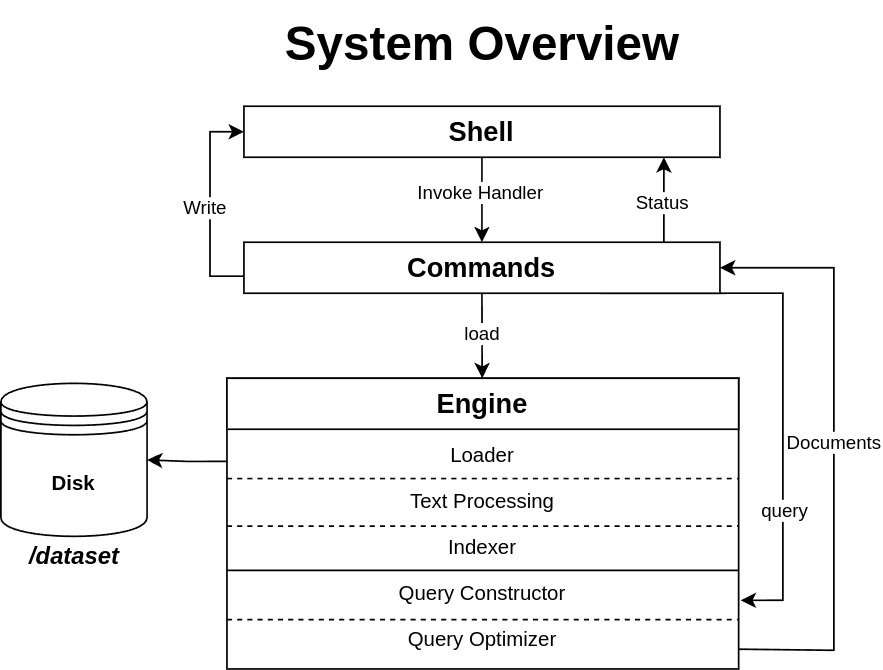 System Overview
Shell
Invoke Handler
Write
Status
Commands
load
Engine
Loader
Documents
Disk
Text Processing
query
Indexer
/dataset
Query Constructor
Query Optimizer